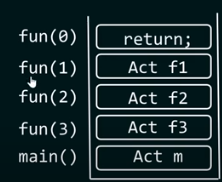 fun(0) return;
fun(1) Act f1
fun(2) Act f2
fun(3) Act f3
main() Act m